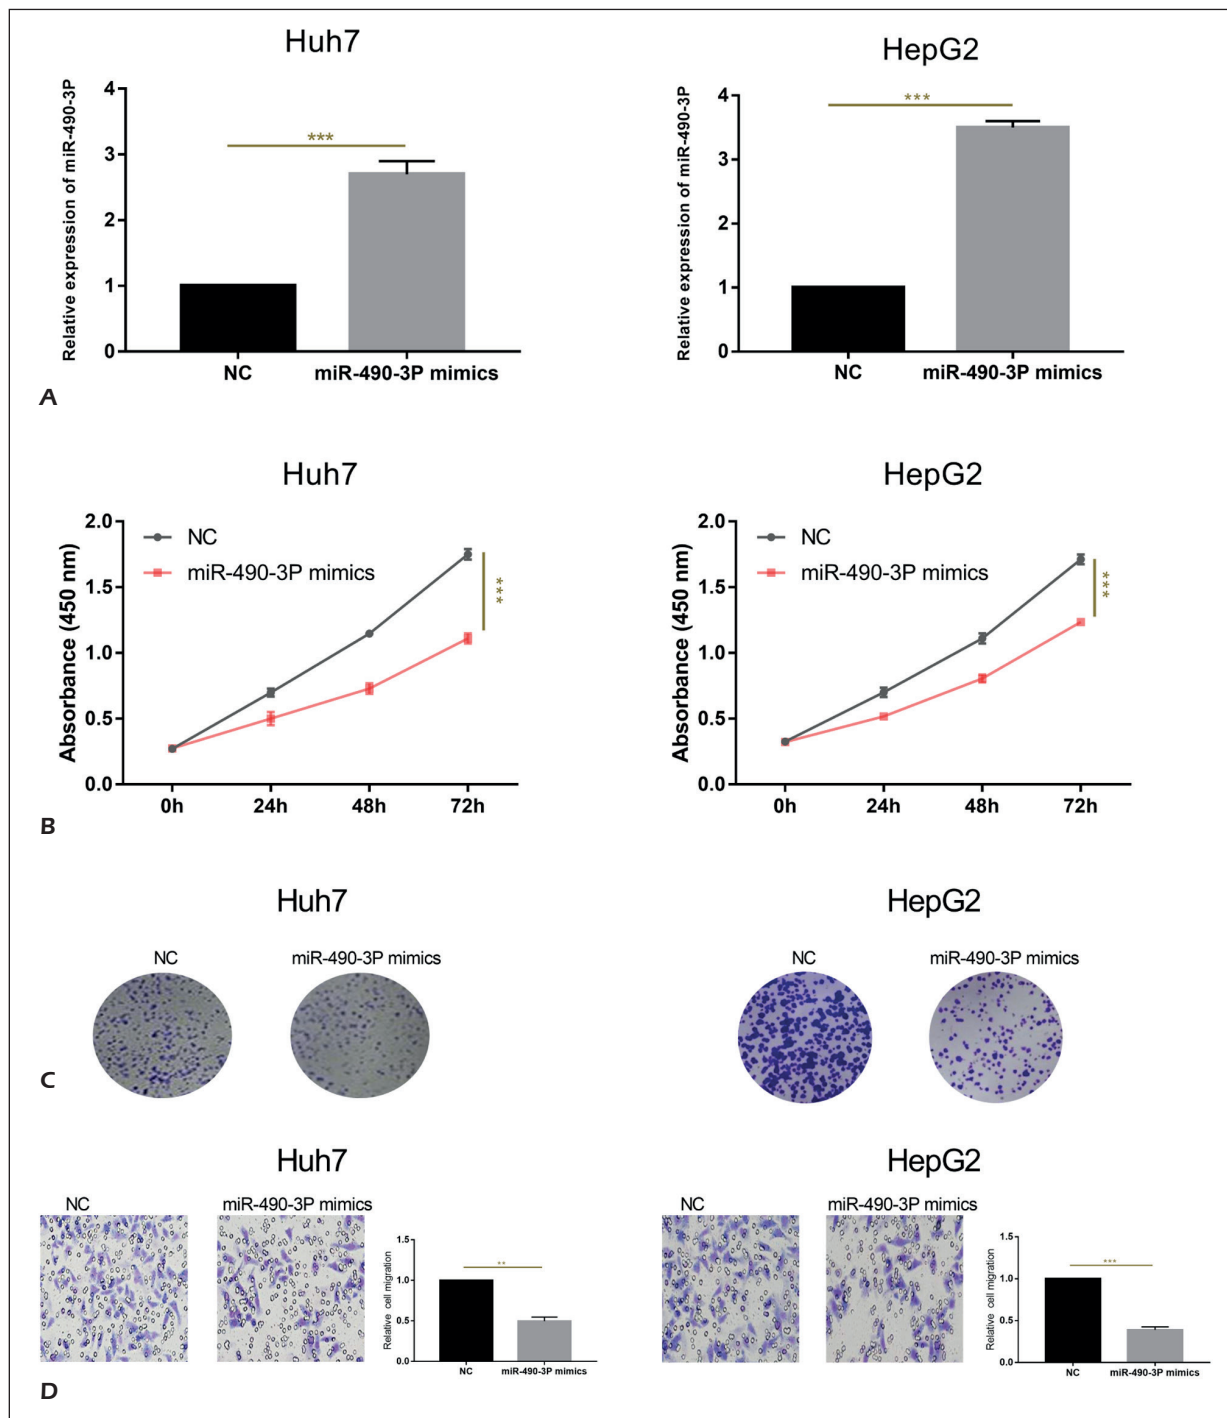 Huh7
HepG2
Relative expression of miR-490-3P
4
3
2
1
0
***
NC
miR-490-3P mimics
Relative expression of miR-490-3P
4
3
2
1
0
***
NC
miR-490-3P mimics
A
Huh7
HepG2
Absorbance (450 nm)
2.0
1.5
1.0
0.5
0.0
NC
miR-490-3P mimics
***
0h
24h
48h
72h
Absorbance (450 nm)
2.0
1.5
1.0
0.5
0.0
NC
miR-490-3P mimics
***
0h
24h
48h
72h
B
Huh7
HepG2
NC
miR-490-3P mimics
NC
miR-490-3P mimics
C
Huh7
HepG2
NC
miR-490-3P mimics
Relative cell migration
1.5
1.0
0.5
0.0
**
NC
miR-490-3P mimics
NC
miR-490-3P mimics
Relative cell migration
1.5
1.0
0.5
0.0
***
NC
miR-490-3P mimics
D